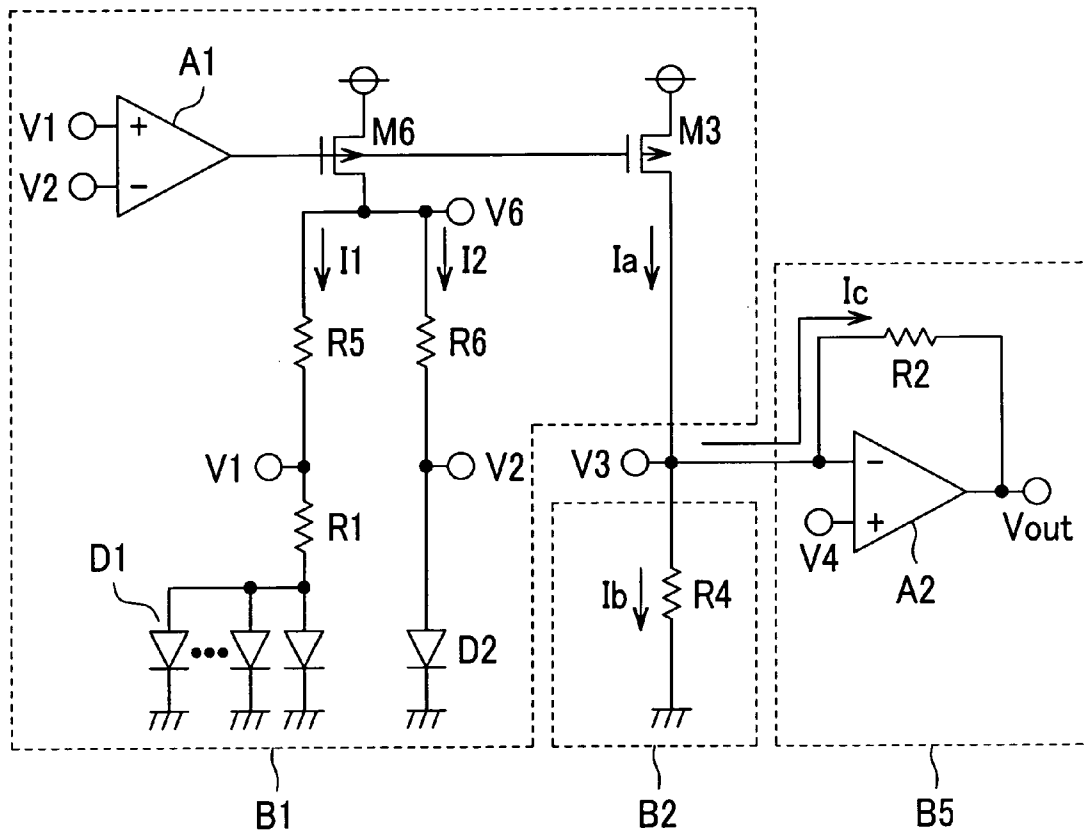 A1
V1
+
M6
M3
V2
−
V6
I1
I2
Ia
Ic
R5
R6
R2
V1
V2
V3
−
R1
V4
+
Vout
D1
Ib
R4
A2
D2
B1
B2
B5